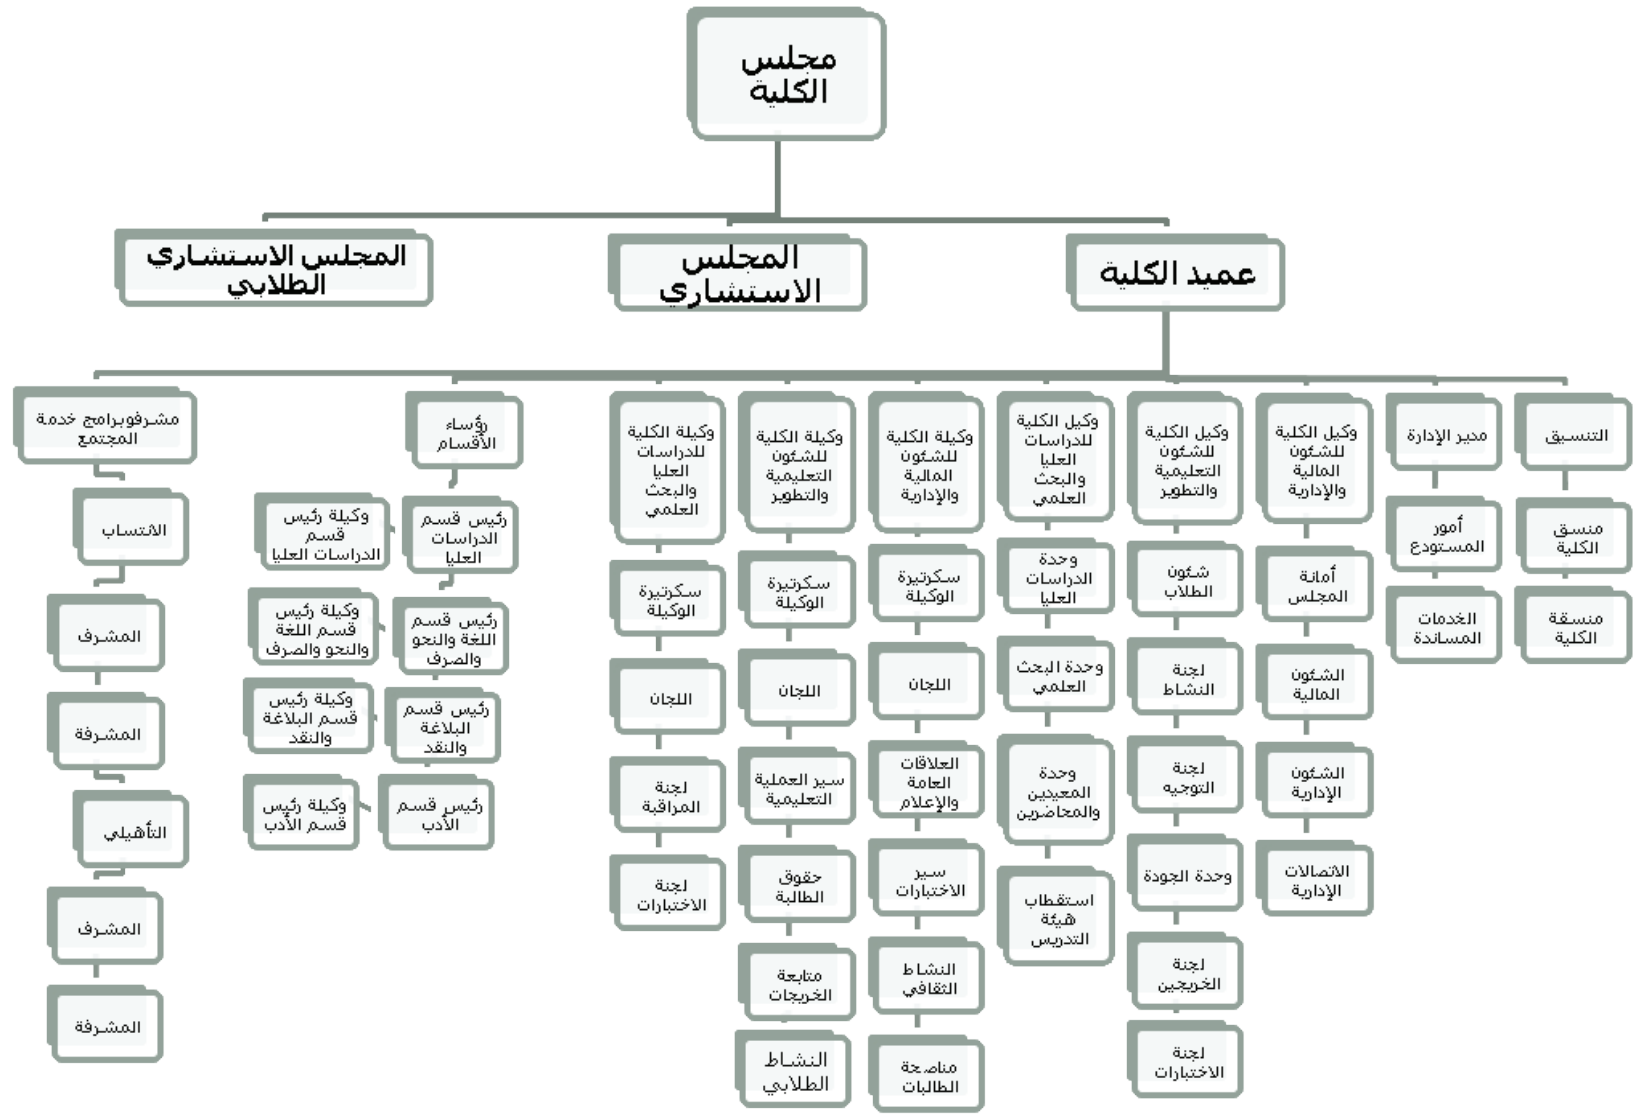 مجلس
الكلية
عميد الكلية
المجلس
الاستشاري
المجلس الاستشاري
الطلابي
التنسيق
منسق
الكلية
منسقة
الكلية
مدير الإدارة
أمور
المستودع
الخدمات
المساندة
وكيل الكلية
للشئون
المالية
والإدارية
أمانة
المجلس
الشئون
المالية
الشئون
الإدارية
الاتصالات
الإدارية
وكيل الكلية
للشئون
التعليمية
والتطوير
شئون
الطلاب
لجنة
النشاط
لجنة
التوجيه
وحدة الجودة
لجنة
الخريجين
لجنة
الاختبارات
وكيل الكلية
للدراسات
العليا
والبحث
العلمي
وحدة
الدراسات
العليا
وحدة البحث
العلمي
وحدة
المعيدين
والمحاضرين
استقطاب
هيئة
التدريس
وكيلة الكلية
للشئون
المالية
والإدارية
سكرتيرة
الوكيلة
اللجان
العلاقات
العامة
والإعلام
سير
الاختبارات
النشاط
الثقافي
مناصحة
الطالبات
وكيلة الكلية
للشئون
التعليمية
والتطوير
سكرتيرة
الوكيلة
اللجان
سير العملية
التعليمية
حقوق
الطالبة
متابعة
الخريجات
النشاط
الطلابي
وكيلة الكلية
للدراسات
العليا
والبحث
العلمي
سكرتيرة
الوكيلة
اللجان
لجنة
المراقبة
لجنة
الاختبارات
رؤساء
الأقسام
رئيس قسم
الدراسات
العليا
وكيلة رئيس
قسم
الدراسات العليا
رئيس قسم
اللغة والنحو
والصرف
وكيلة رئيس
قسم اللغة
والنحو والصرف
رئيس قسم
البلاغة
والنقد
وكيلة رئيس
قسم البلاغة
والنقد
رئيس قسم
الأدب
وكيلة رئيس
قسم الأدب
مشرفوبرامج خدمة
المجتمع
الانتساب
المشرف
المشرفة
التأهيلي
المشرف
المشرفة